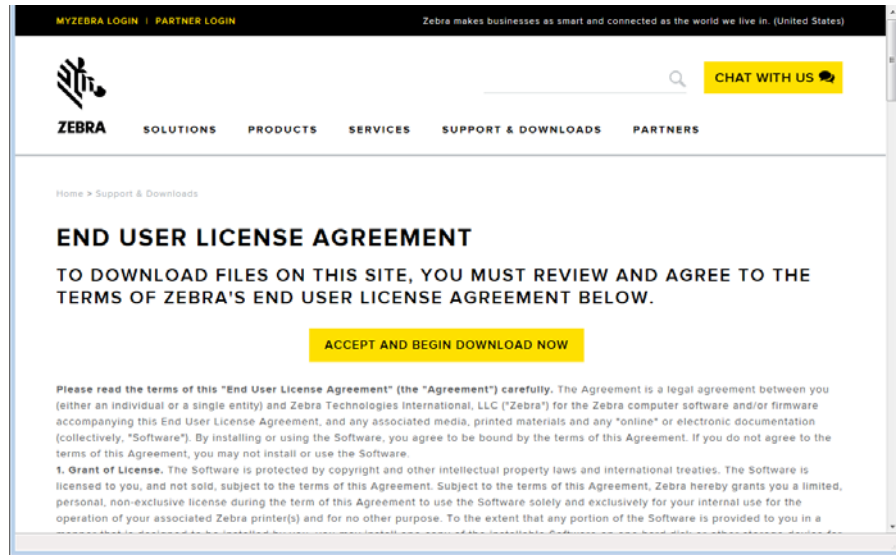 MYZEBRA LOGIN | PARTNER LOGIN Zebra makes businesses as smart and connected as the world we live in. (United States)
CHAT WITH US
ZEBRA SOLUTIONS PRODUCTS SERVICES SUPPORT & DOWNLOADS PARTNERS
Home > Support & Downloads
END USER LICENSE AGREEMENT
TO DOWNLOAD FILES ON THIS SITE, YOU MUST REVIEW AND AGREE TO THE
TERMS OF ZEBRA'S END USER LICENSE AGREEMENT BELOW.
ACCEPT AND BEGIN DOWNLOAD NOW
Please read the terms of this "End User License Agreement" (the "Agreement") carefully. The Agreement is a legal agreement between you
(either an individual or a single entity) and Zebra Technologies International, LLC ("Zebra") for the Zebra computer software and/or firmware
accompanying this End User License Agreement, and any associated media, printed materials and any "online" or electronic documentation
(collectively, "Software"). By installing or using the Software, you agree to be bound by the terms of this Agreement. If you do not agree to the
terms of this Agreement, you may not install or use the Software.
1. Grant of License. The Software is protected by copyright and other intellectual property laws and international treaties. The Software is
licensed to you, and not sold, subject to the terms of this Agreement. Subject to the terms of this Agreement, Zebra hereby grants you a limited,
personal, non-exclusive license during the term of this Agreement to use the Software solely and exclusively for your internal use for the
operation of your associated Zebra printer(s) and for no other purpose. To the extent that any portion of the Software is provided to you in a